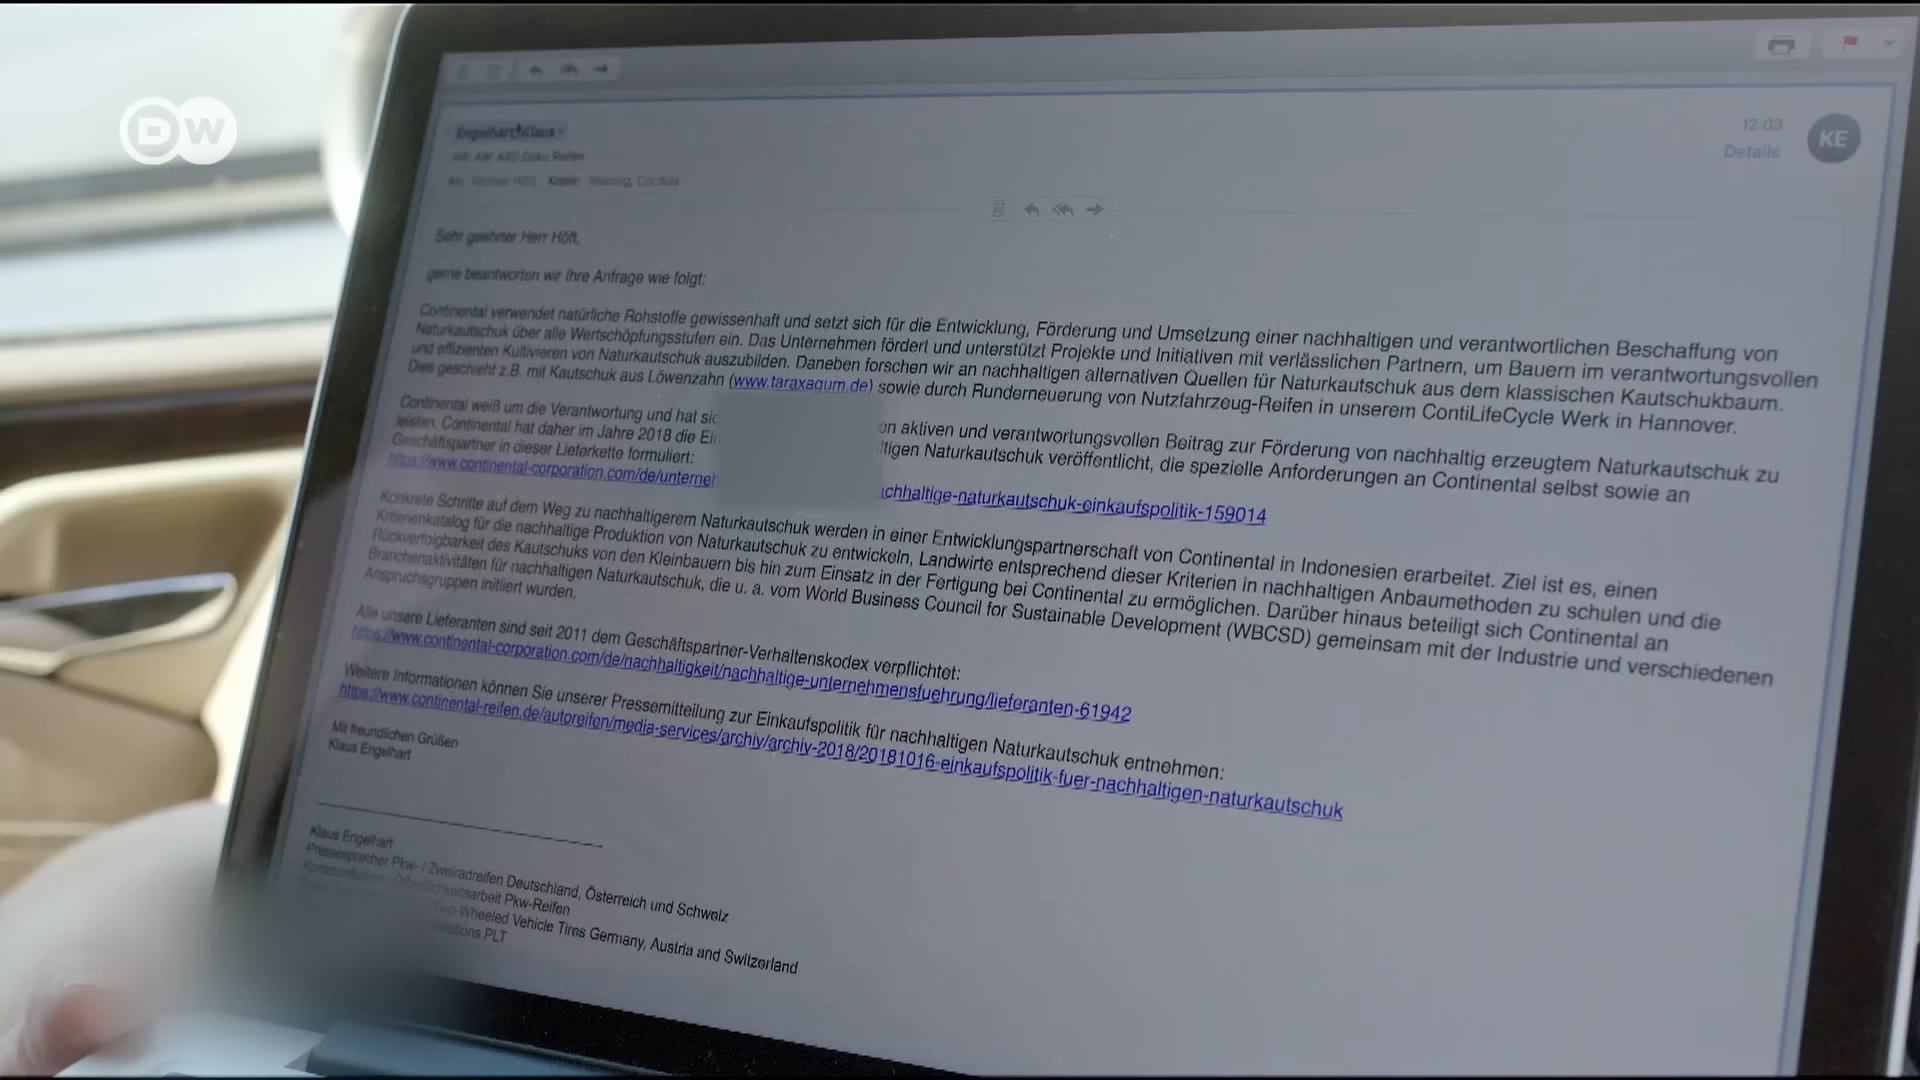 DW
Engelhart, Klaus
12:03
Details
KE
Kopie:
Sehr geehrter Herr Höft,
gerne beantworten wir Ihre Anfrage wie folgt:
Continental verwendet natürliche Rohstoffe gewissenhaft und setzt sich für die Entwicklung, Förderung und Umsetzung einer nachhaltigen und verantwortlichen Beschaffung von
Naturkautschuk über alle Wertschöpfungsstufen ein. Das Unternehmen fördert und unterstützt Projekte und Initiativen mit verlässlichen Partnern, um Bauern im verantwortungsvollen
und effizienten Kultivieren von Naturkautschuk auszubilden. Daneben forschen wir an nachhaltigen alternativen Quellen für Naturkautschuk aus dem klassischen Kautschukbaum.
Dies geschieht z.B. mit Kautschuk aus Löwenzahn (www.taraxagum.de) sowie durch Runderneuerung von Nutzfahrzeug-Reifen in unserem ContiLifeCycle Werk in Hannover.
Continental weiß um die Verantwortung und hat sic on aktiven und verantwortungsvollen Beitrag zur Förderung von nachhaltig erzeugtem Naturkautschuk zu
leisten. Continental hat daher im Jahre 2018 die Ei ltigen Naturkautschuk veröffentlicht, die spezielle Anforderungen an Continental selbst sowie an
Geschäftspartner in dieser Lieferkette formuliert:
https://www.continental-corporation.com/de/unterneh chhaltige-naturkautschuk-einkaufspolitik-159014
Konkrete Schritte auf dem Weg zu nachhaltigerem Naturkautschuk werden in einer Entwicklungspartnerschaft von Continental in Indonesien erarbeitet. Ziel ist es, einen
Kriterienkatalog für die nachhaltige Produktion von Naturkautschuk zu entwickeln, Landwirte entsprechend dieser Kriterien in nachhaltigen Anbaumethoden zu schulen und die
Rückverfolgbarkeit des Kautschuks von den Kleinbauern bis hin zum Einsatz in der Fertigung bei Continental zu ermöglichen. Darüber hinaus beteiligt sich Continental an
Branchenaktivitäten für nachhaltigen Naturkautschuk, die u. a. vom World Business Council for Sustainable Development (WBCSD) gemeinsam mit der Industrie und verschiedenen
Anspruchsgruppen initiiert wurden.
Alle unsere Lieferanten sind seit 2011 dem Geschäftspartner-Verhaltenskodex verpflichtet:
https://www.continental-corporation.com/de/nachhaltigkeit/nachhaltige-unternehmensfuehrung/lieferanten-61942
Weitere Informationen können Sie unserer Pressemitteilung zur Einkaufspolitik für nachhaltigen Naturkautschuk entnehmen:
https://www.continental-reifen.de/autoreifen/media-services/archiv/archiv-2018/20181016-einkaufspolitik-fuer-nachhaltigen-naturkautschuk
Mit freundlichen Grüßen
Klaus Engelhart
Klaus Engelhart
Pressesprecher Pkw- / Zweiradreifen Deutschland, Österreich und Schweiz
Kommunikation / Öffentlichkeitsarbeit Pkw-Reifen
Two-Wheeled Vehicle Tires Germany, Austria and Switzerland
PLT